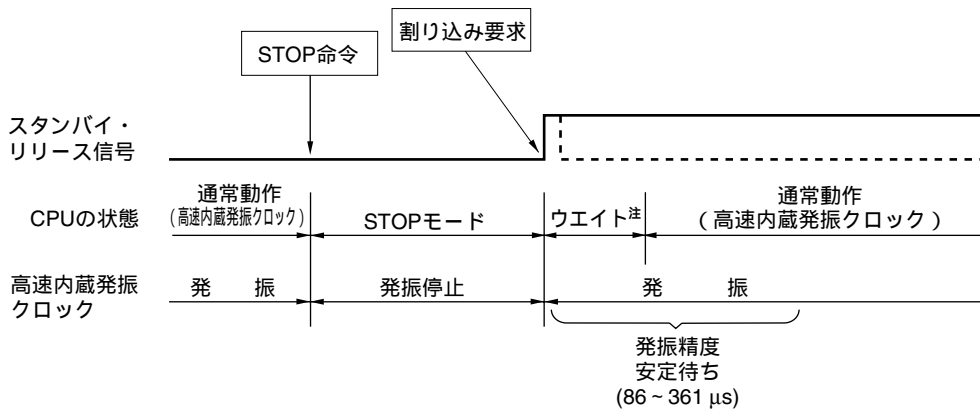 割り込み要求
STOP命令
スタンバイ・
リリース信号
CPUの状態
通常動作
(高速内蔵発振クロック)
STOPモード
ウエイト注
通常動作
(高速内蔵発振クロック)
高速内蔵発振
クロック
発 振
発振停止
発 振
発振精度
安定待ち
(86 ~ 361 μs)